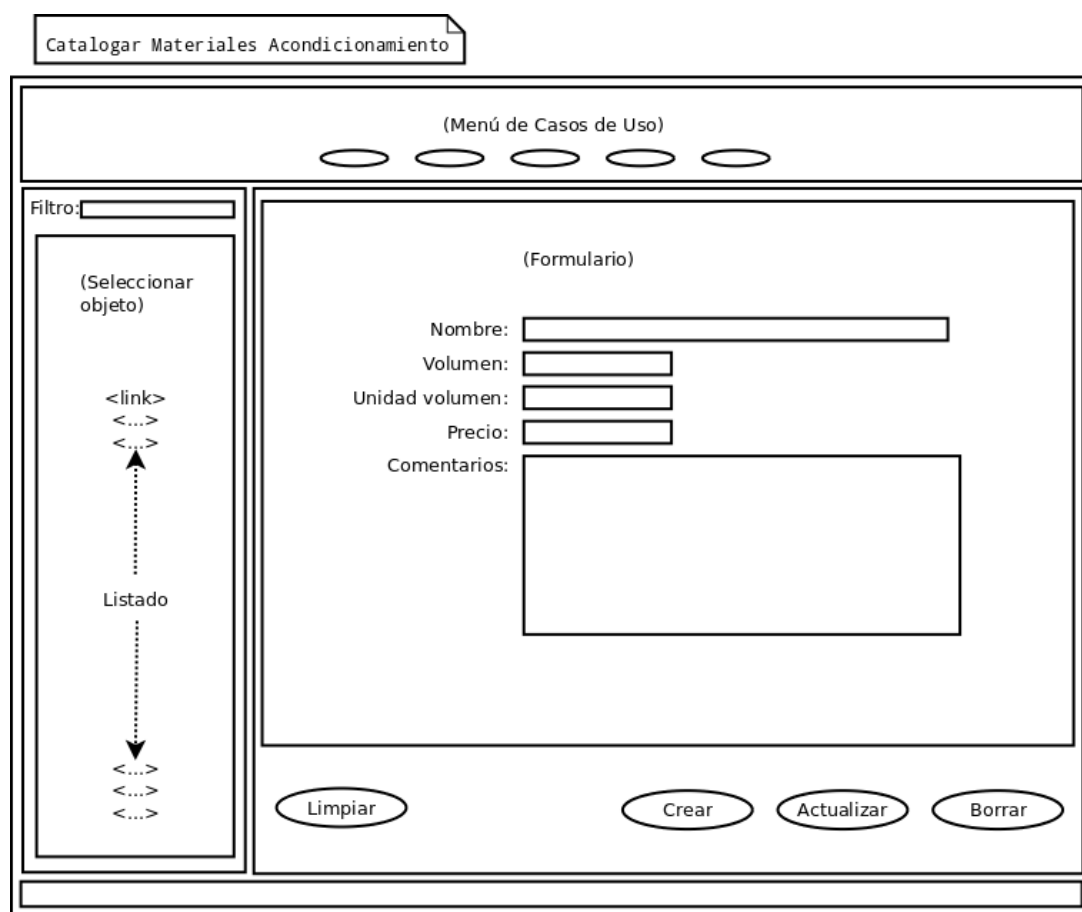 Catalogar Materiales Acondicionamiento
(Menú de Casos de Uso)
Filtro:
(Seleccionar
objeto)
<link>
<...>
<...>
Listado
<...>
<...>
<...>
(Formulario)
Nombre:
Volumen:
Unidad volumen:
Precio:
Comentarios:
Limpiar
Crear
Actualizar
Borrar